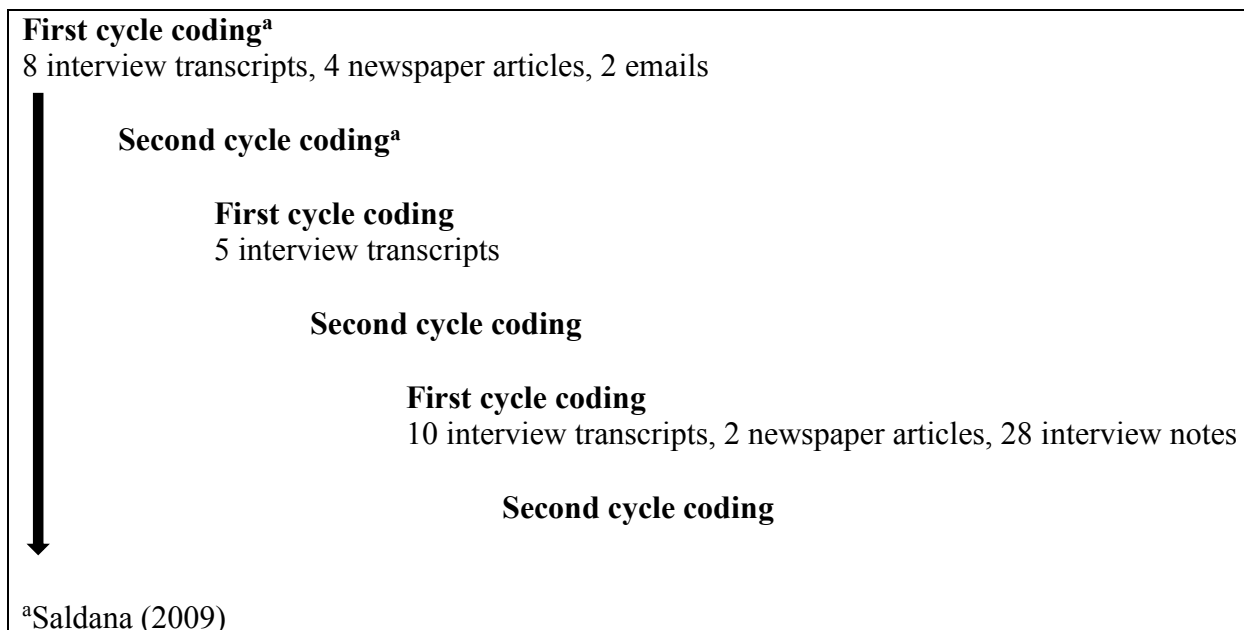 First cycle codingᵃ
8 interview transcripts, 4 newspaper articles, 2 emails
Second cycle codingᵃ
First cycle coding
5 interview transcripts
Second cycle coding
First cycle coding
10 interview transcripts, 2 newspaper articles, 28 interview notes
Second cycle coding
ᵃSaldana (2009)